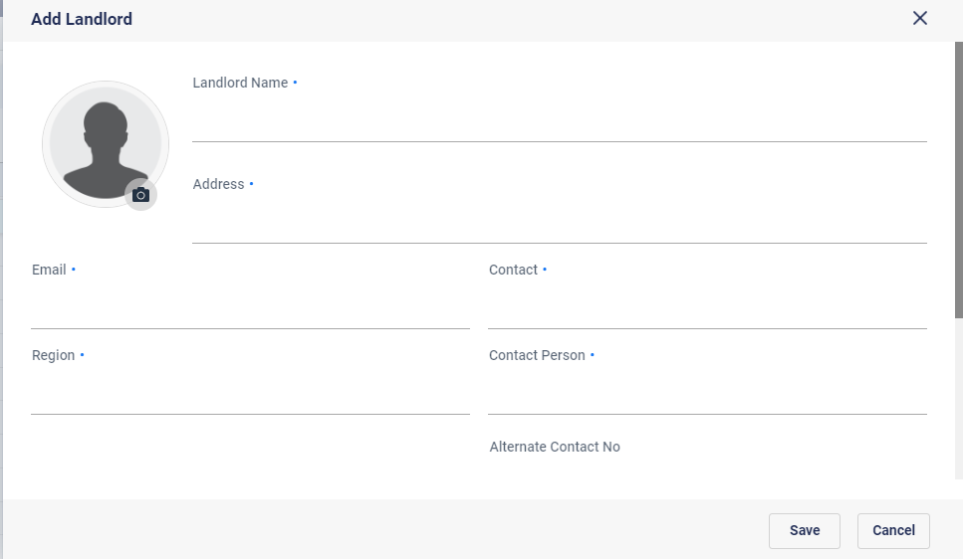 Add Landlord
Landlord Name •
Address •
Email •
Contact •
Region •
Contact Person •
Alternate Contact No
Save
Cancel